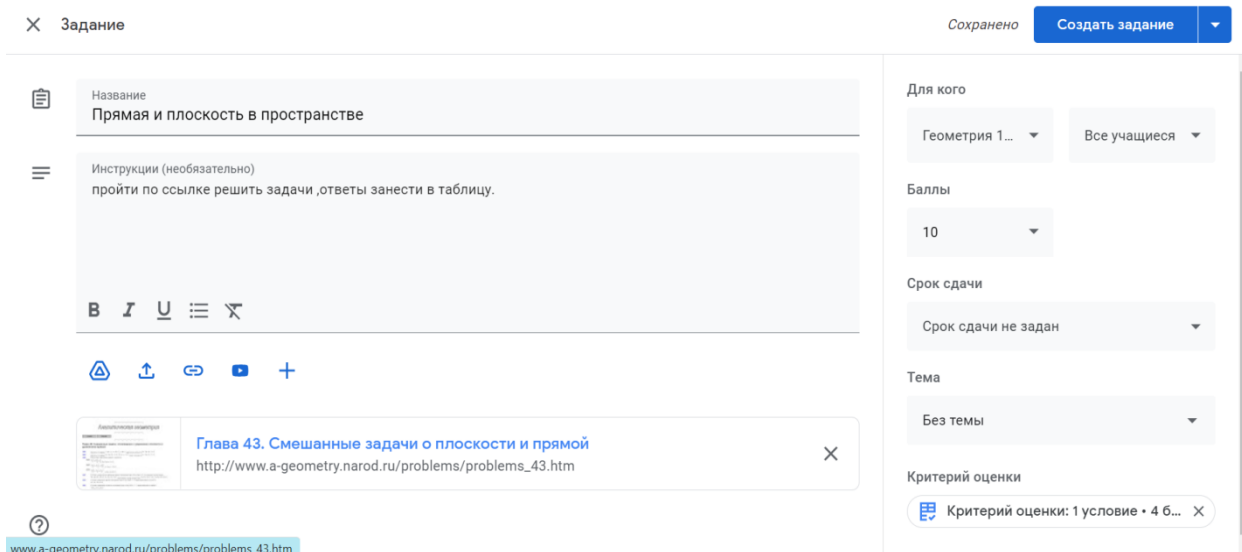 Задание
Сохранено
Создать задание
Название
Прямая и плоскость в пространстве
Инструкции (необязательно)
пройти по ссылке решить задачи ,ответы занести в таблицу.
B I U
Глава 43. Смешанные задачи о плоскости и прямой
http://www.a-geometry.narod.ru/problems/problems_43.htm
www.a-geometry.narod.ru/problems/problems_43.htm
Для кого
Геометрия 1...
Все учащиеся
Баллы
10
Срок сдачи
Срок сдачи не задан
Тема
Без темы
Критерий оценки
Критерий оценки: 1 условие • 4 б...